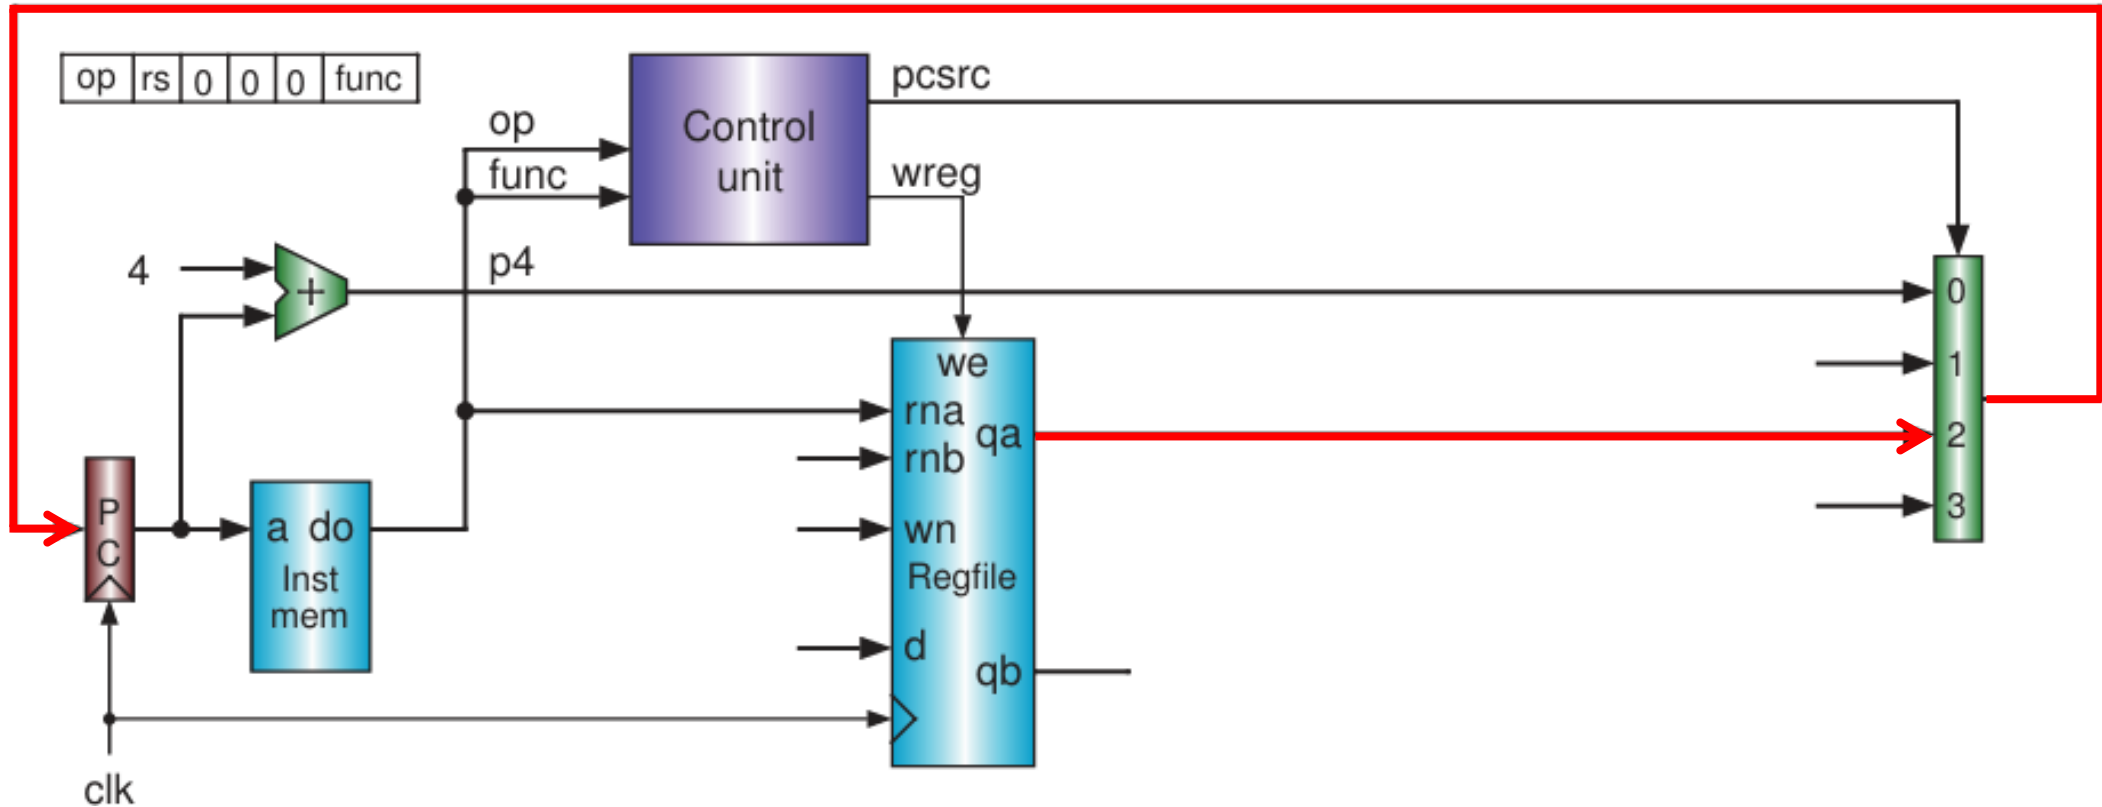 op rs 0 0 0 func
Control
unit
pcsrc
op
func
wreg
4
+
p4
0
1
2
3
we
rna
qa
rnb
wn
Regfile
d
qb
P
C
a do
Inst
mem
clk